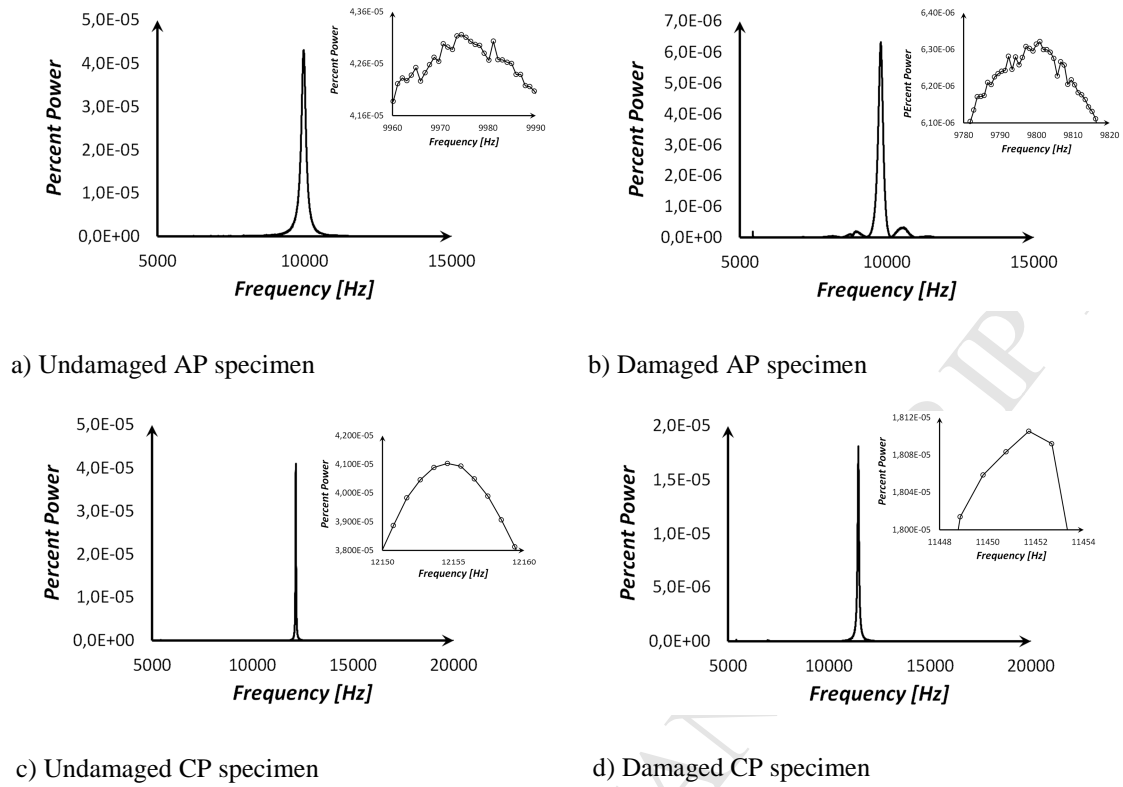 5,0E-05
4,0E-05
3,0E-05
2,0E-05
1,0E-05
0,0E+00
5000 10000 15000
Percent Power
Frequency [Hz]
4,36E-05
4,26E-05
4,16E-05
9960 9970 9980 9990
Percent Power
Frequency [Hz]
a) Undamaged AP specimen
7,0E-06
6,0E-06
5,0E-06
4,0E-06
3,0E-06
2,0E-06
1,0E-06
0,0E+00
5000 10000 15000
Percent Power
Frequency [Hz]
6,40E-06
6,30E-06
6,20E-06
6,10E-06
9780 9790 9800 9810 9820
PErcent Power
Frequency [Hz]
b) Damaged AP specimen
5,0E-05
4,0E-05
3,0E-05
2,0E-05
1,0E-05
0,0E+00
5000 10000 15000 20000
Percent Power
Frequency [Hz]
4,200E-05
4,100E-05
4,000E-05
3,900E-05
3,800E-05
12150 12155 12160
Percent Power
Frequency [Hz]
c) Undamaged CP specimen
2,0E-05
1,5E-05
1,0E-05
5,0E-06
0,0E+00
5000 10000 15000 20000
Percent Power
Frequency [Hz]
1,812E-05
1,808E-05
1,804E-05
1,800E-05
11448 11450 11452 11454
Percent Power
Frequency [Hz]
d) Damaged CP specimen